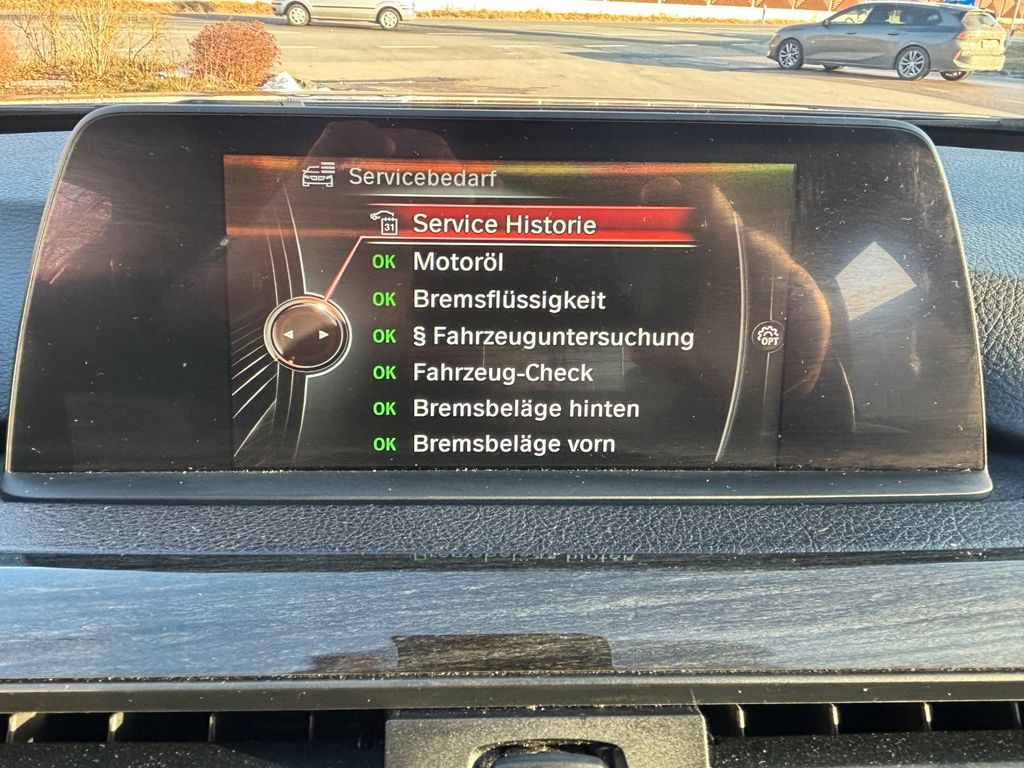 Servicebedarf
31 Service Historie
OK Motoröl
OK Bremsflüssigkeit
OK § Fahrzeuguntersuchung
OPT
OK Fahrzeug-Check
OK Bremsbeläge hinten
OK Bremsbeläge vorn